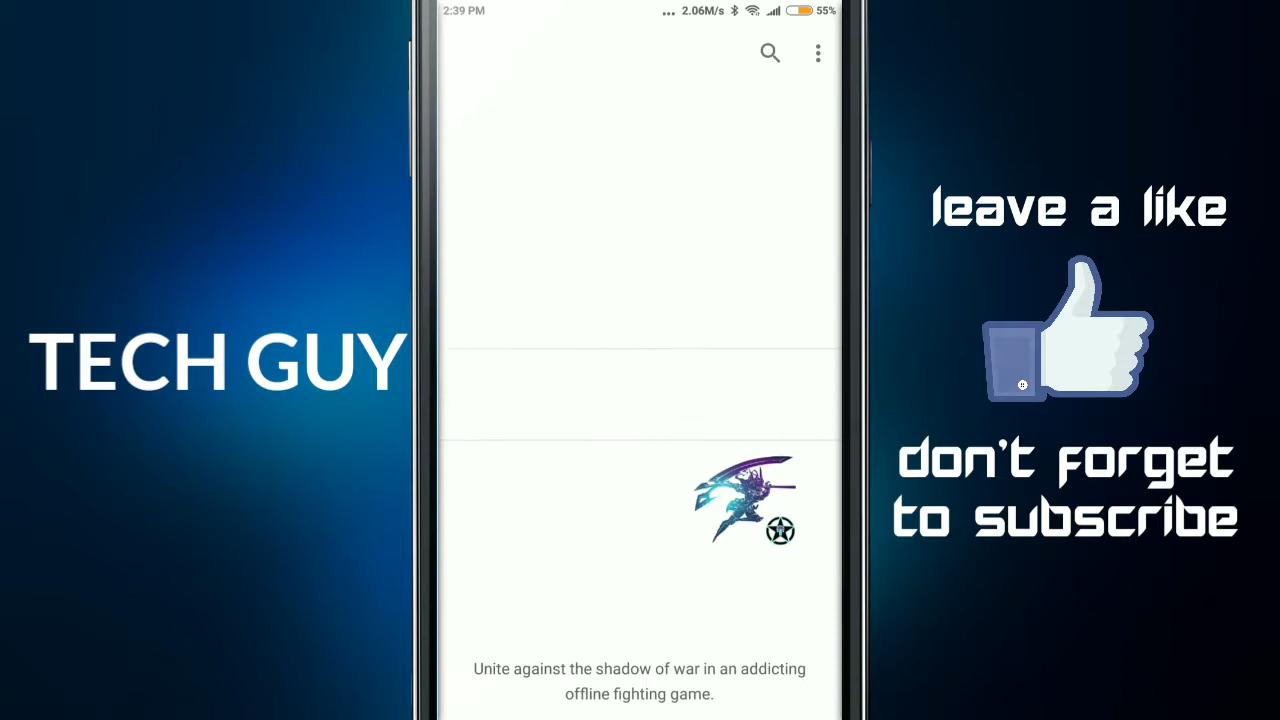 2:39 PM
... 2.06M/s 55%
TECH GUY
leave a like
don't forget
to subscribe
Unite against the shadow of war in an addicting
offline fighting game.